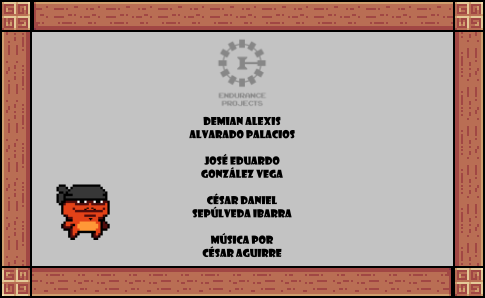 ENDURANCE
PROJECTS
DEMIAN ALEXIS
ALVARADO PALACIOS
JOSÉ EDUARDO
GONZÁLEZ VEGA
CÉSAR DANIEL
SEPÚLVEDA IBARRA
MÚSICA POR
CÉSAR AGUIRRE